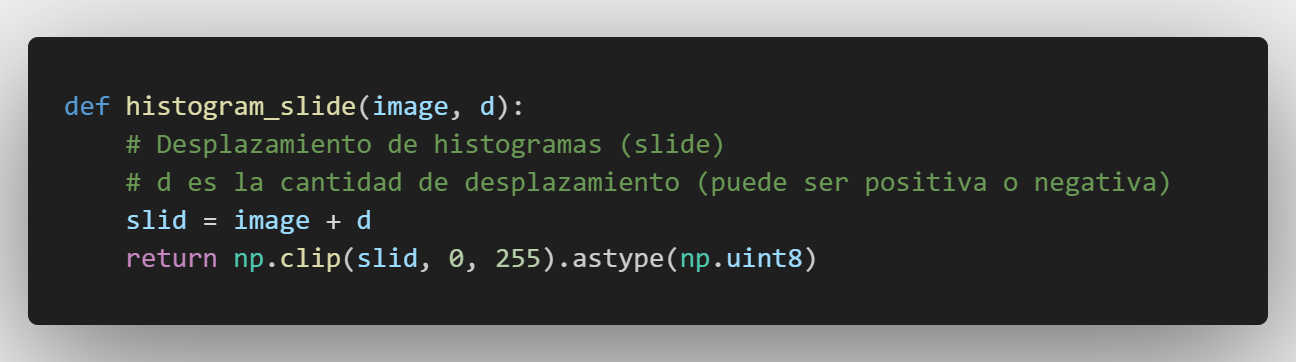 def histogram_slide(image, d):
    # Desplazamiento de histogramas (slide)
    # d es la cantidad de desplazamiento (puede ser positiva o negativa)
    slid = image + d
    return np.clip(slid, 0, 255).astype(np.uint8)